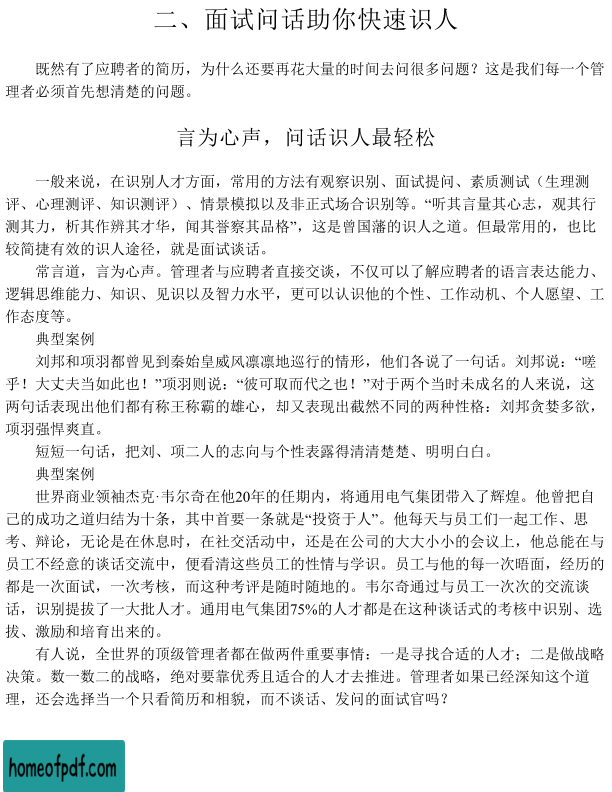 二、面试问话助你快速识人
既然有了应聘者的简历，为什么还要再花大量的时间去问很多问题？这是我们每一个管
理者必须首先想清楚的问题。
言为心声，问话识人最轻松
一般来说，在识别人才方面，常用的方法有观察识别、面试提问、素质测试（生理测
评、心理测评、知识测评）、情景模拟以及非正式场合识别等。“听其言量其心志，观其行
测其力，析其作辨其才华，闻其誉察其品格”，这是曾国藩的识人之道。但最常用的，也比
较简捷有效的识人途径，就是面试谈话。
常言道，言为心声。管理者与应聘者直接交谈，不仅可以了解应聘者的语言表达能力、
逻辑思维能力、知识、见识以及智力水平，更可以认识他的个性、工作动机、个人愿望、工
作态度等。
典型案例
刘邦和项羽都曾见到秦始皇威风凛凛地巡行的情形，他们各说了一句话。刘邦说：“嗟
乎！大丈夫当如此也！”项羽则说：“彼可取而代之也！”对于两个当时未成名的人来说，这
两句话表现出他们都有称王称霸的雄心，却又表现出截然不同的两种性格：刘邦贪婪多欲，
项羽强悍爽直。
短短一句话，把刘、项二人的志向与个性表露得清清楚楚、明明白白。
典型案例
世界商业领袖杰克·韦尔奇在他20年的任期内，将通用电气集团带入了辉煌。他曾把自
己的成功之道归结为十条，其中首要一条就是“投资于人”。他每天与员工们一起工作、思
考、辩论，无论是在休息时，在社交活动中，还是在公司的大大小小的会议上，他总能在与
员工不经意的谈话交流中，便看清这些员工的性情与学识。员工与他的每一次晤面，经历的
都是一次面试，一次考核，而这种考评是随时随地的。韦尔奇通过与员工一次次的交流谈
话，识别提拔了一大批人才。通用电气集团75%的人才都是在这种谈话式的考核中识别、选
拔、激励和培育出来的。
有人说，全世界的顶级管理者都在做两件重要事情：一是寻找合适的人才；二是做战略
决策。数一数二的战略，绝对要靠优秀且适合的人才去推进。管理者如果已经深知这个道
理，还会选择当一个只看简历和相貌，而不谈话、发问的面试官吗？
homeofpdf.com